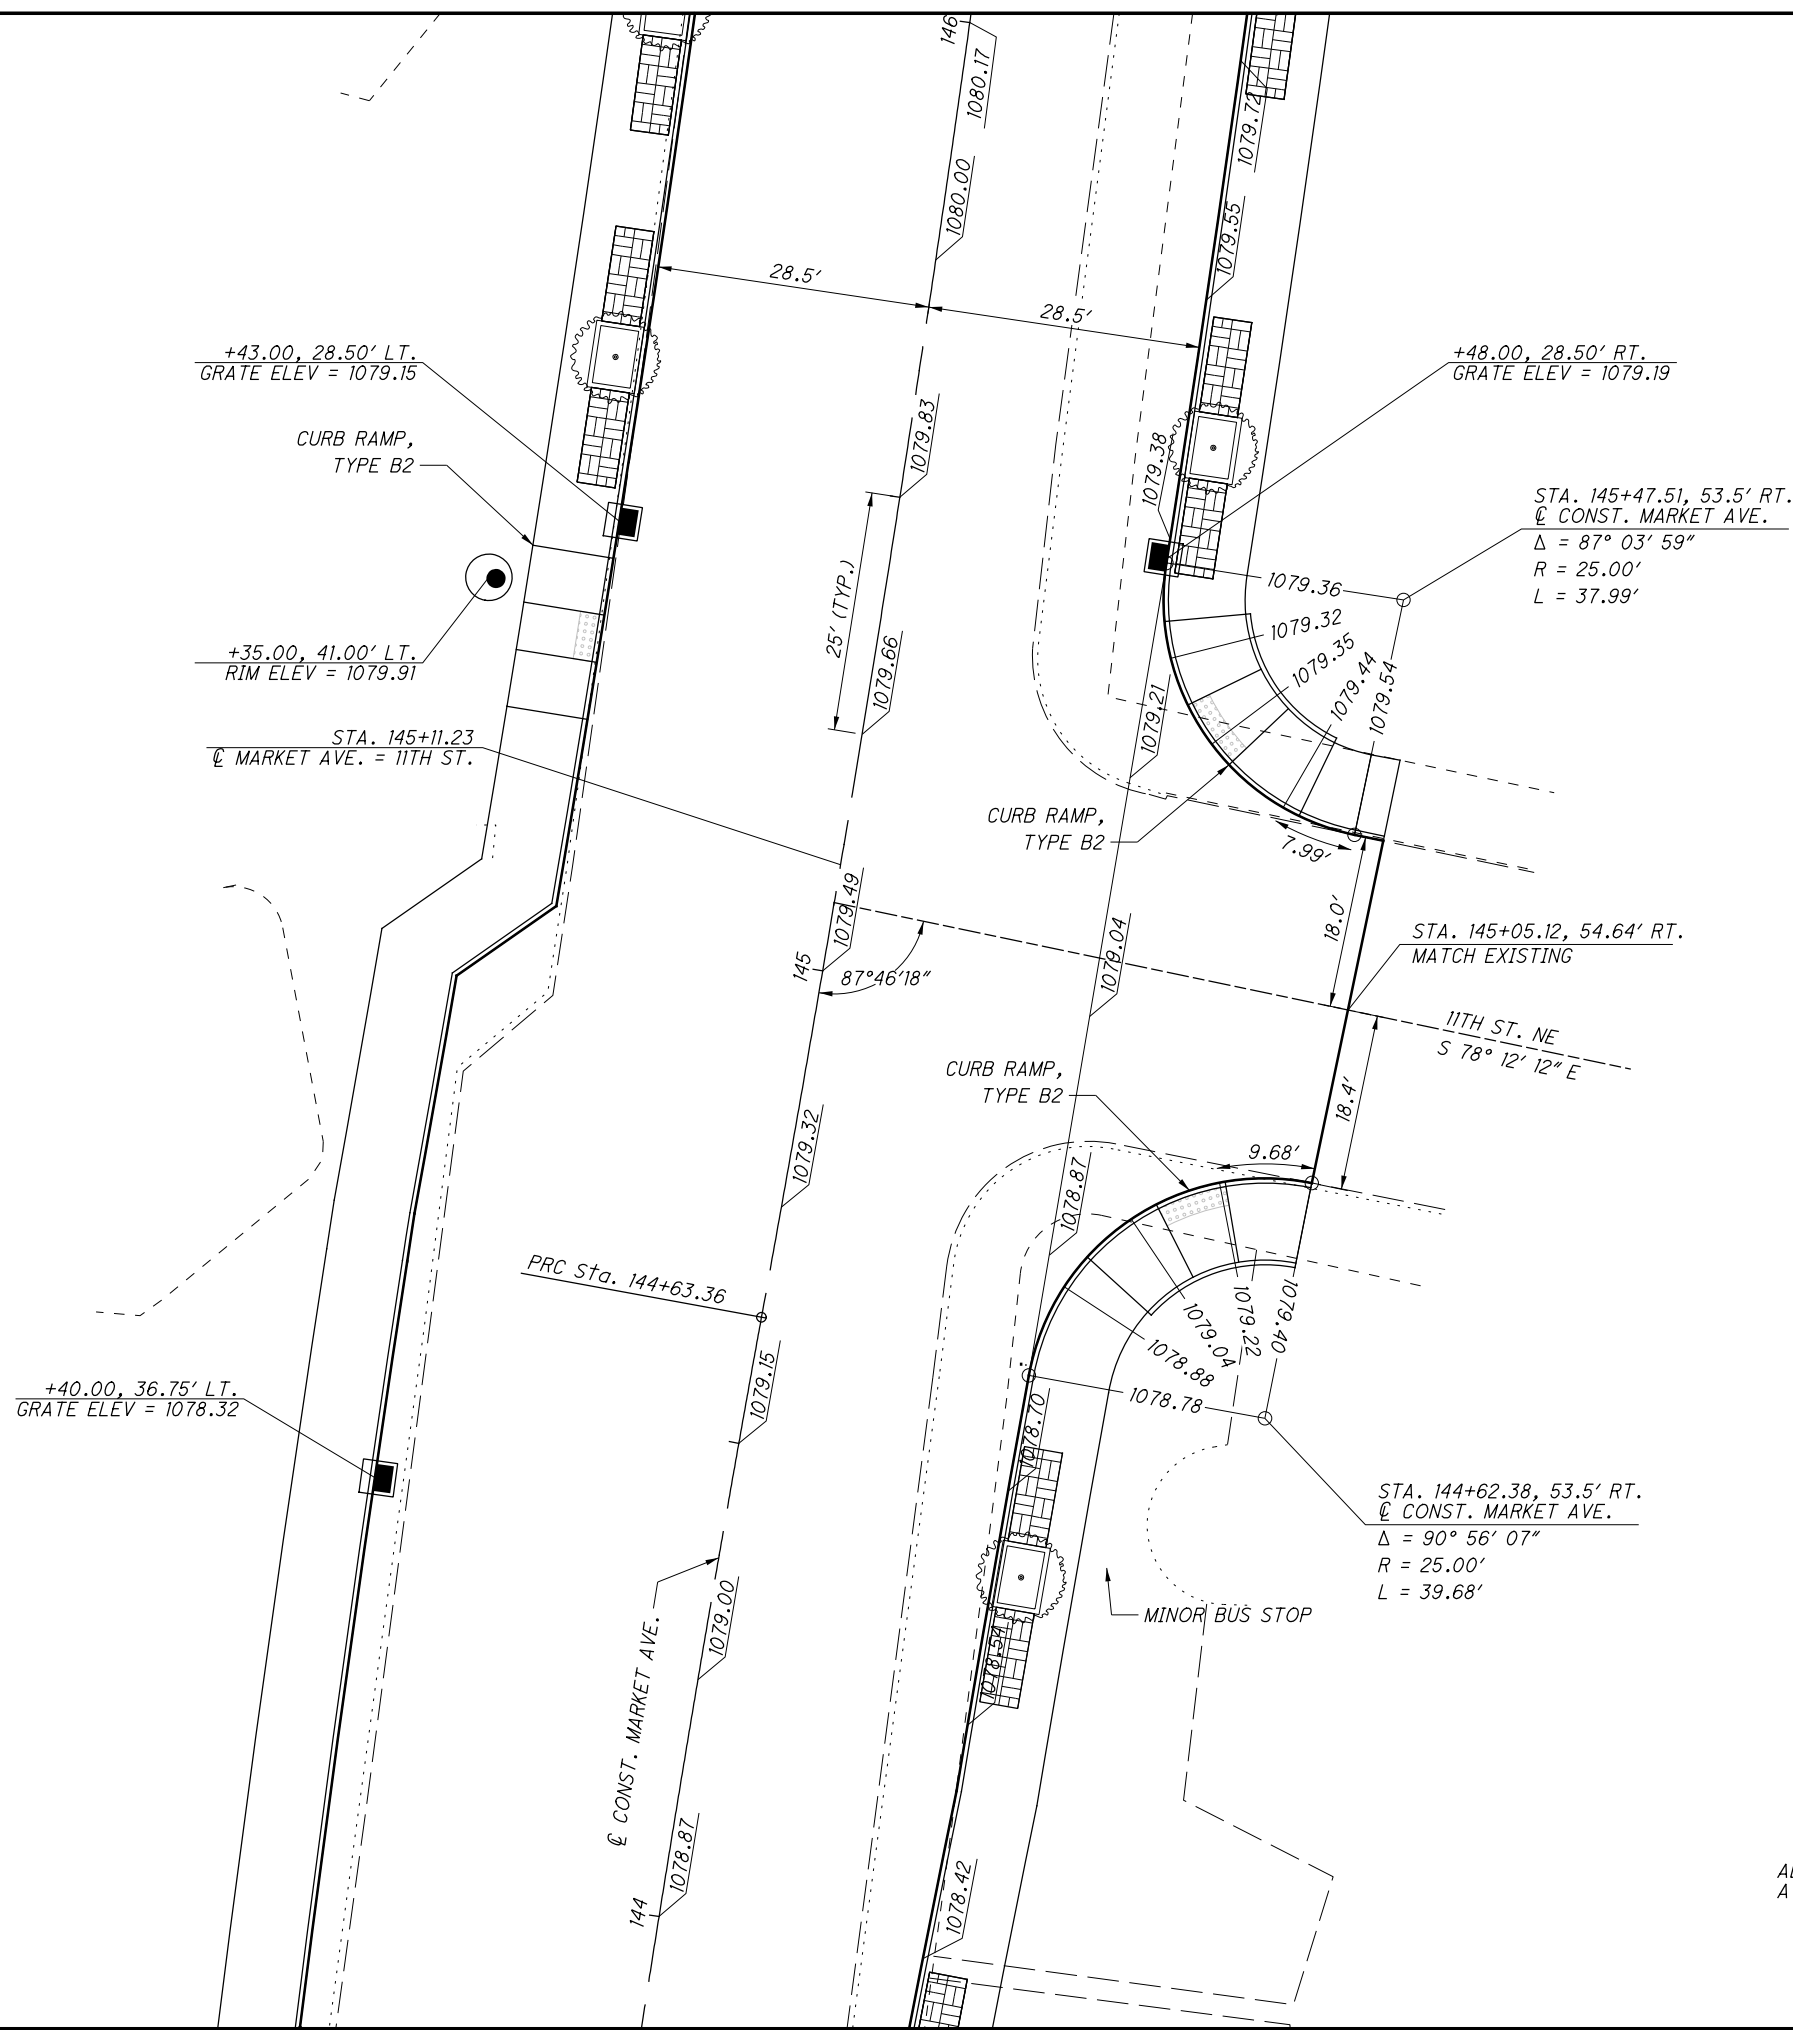 146
1080.17
1079.72
1080.00
1079.55
28.5'
28.5'
+43.00, 28.50' LT.
GRATE ELEV = 1079.15
+48.00, 28.50' RT.
GRATE ELEV = 1079.19
CURB RAMP,
TYPE B2
1079.83
1079.38
STA. 145+47.51, 53.5' RT.
℄ CONST. MARKET AVE.
Δ = 87° 03' 59"
R = 25.00'
L = 37.99'
25' (TYP.)
1079.36
1079.32
1079.35
1079.44
1079.54
+35.00, 41.00' LT.
RIM ELEV = 1079.91
1079.66
1079.21
STA. 145+11.23
℄ MARKET AVE. = 11TH ST.
CURB RAMP,
TYPE B2
7.99'
1079.49
145
87°46'18"
1079.04
18.0'
STA. 145+05.12, 54.64' RT.
MATCH EXISTING
11TH ST. NE
S 78° 12' 12" E
CURB RAMP,
TYPE B2
18.4'
1079.32
9.68'
1078.87
PRC Sta. 144+63.36
1079.15
1079.40
1079.22
1079.04
1078.88
1078.78
+40.00, 36.75' LT.
GRATE ELEV = 1078.32
1078.70
STA. 144+62.38, 53.5' RT.
℄ CONST. MARKET AVE.
Δ = 90° 56' 07"
R = 25.00'
L = 39.68'
1079.00
MINOR BUS STOP
℄ CONST. MARKET AVE.
1078.54
1078.87
144
1078.42
A